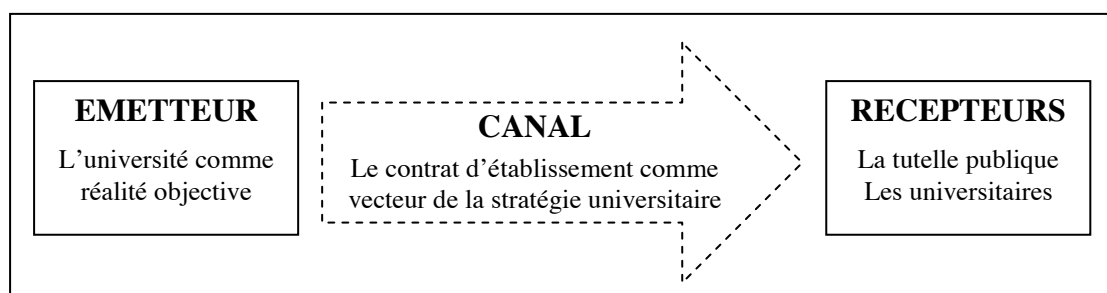 EMETTEUR
L'université comme
réalité objective
CANAL
Le contrat d'établissement comme
vecteur de la stratégie universitaire
RECEPTEURS
La tutelle publique
Les universitaires